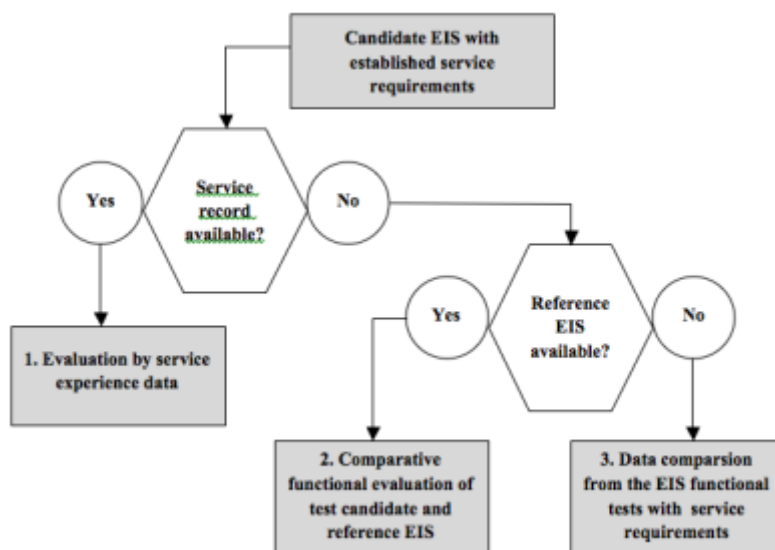 Candidate EIS with
established service
requirements
Yes
Service
record
available?
No
Yes
Reference
EIS
available?
No
1. Evaluation by service
experience data
2. Comparative
functional evaluation of
test candidate and
reference EIS
3. Data comparsion
from the EIS functional
tests with service
requirements